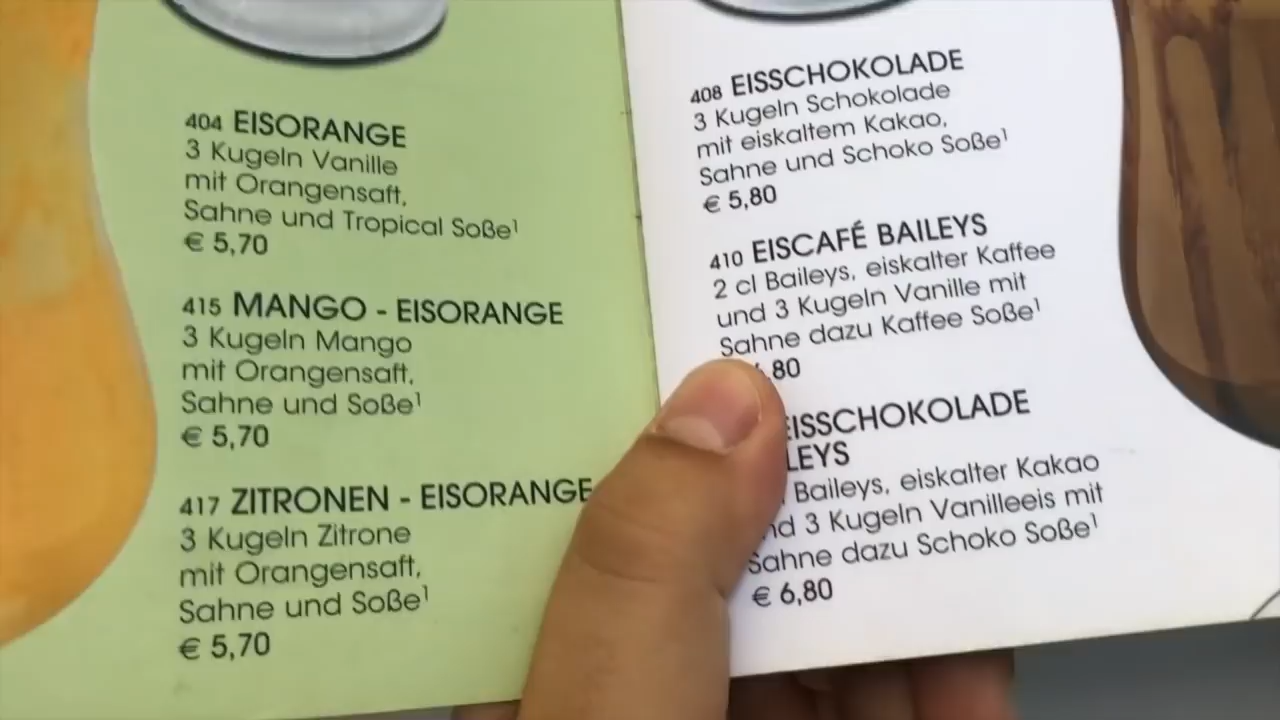 404 EISORANGE
3 Kugeln Vanille
mit Orangensaft,
Sahne und Tropical Soße¹
€ 5,70
415 MANGO - EISORANGE
3 Kugeln Mango
mit Orangensaft,
Sahne und Soße¹
€ 5,70
417 ZITRONEN - EISORANGE
3 Kugeln Zitrone
mit Orangensaft,
Sahne und Soße¹
€ 5,70
408 EISSCHOKOLADE
3 Kugeln Schokolade
mit eiskaltem Kakao,
Sahne und Schoko Soße¹
€ 5,80
410 EISCAFÉ BAILEYS
2 cl Baileys, eiskalter Kaffee
und 3 Kugeln Vanille mit
Sahne dazu Kaffee Soße¹
,80
EISSCHOKOLADE
LEYS
Baileys, eiskalter Kakao
nd 3 Kugeln Vanilleeis mit
Sahne dazu Schoko Soße¹
€ 6,80